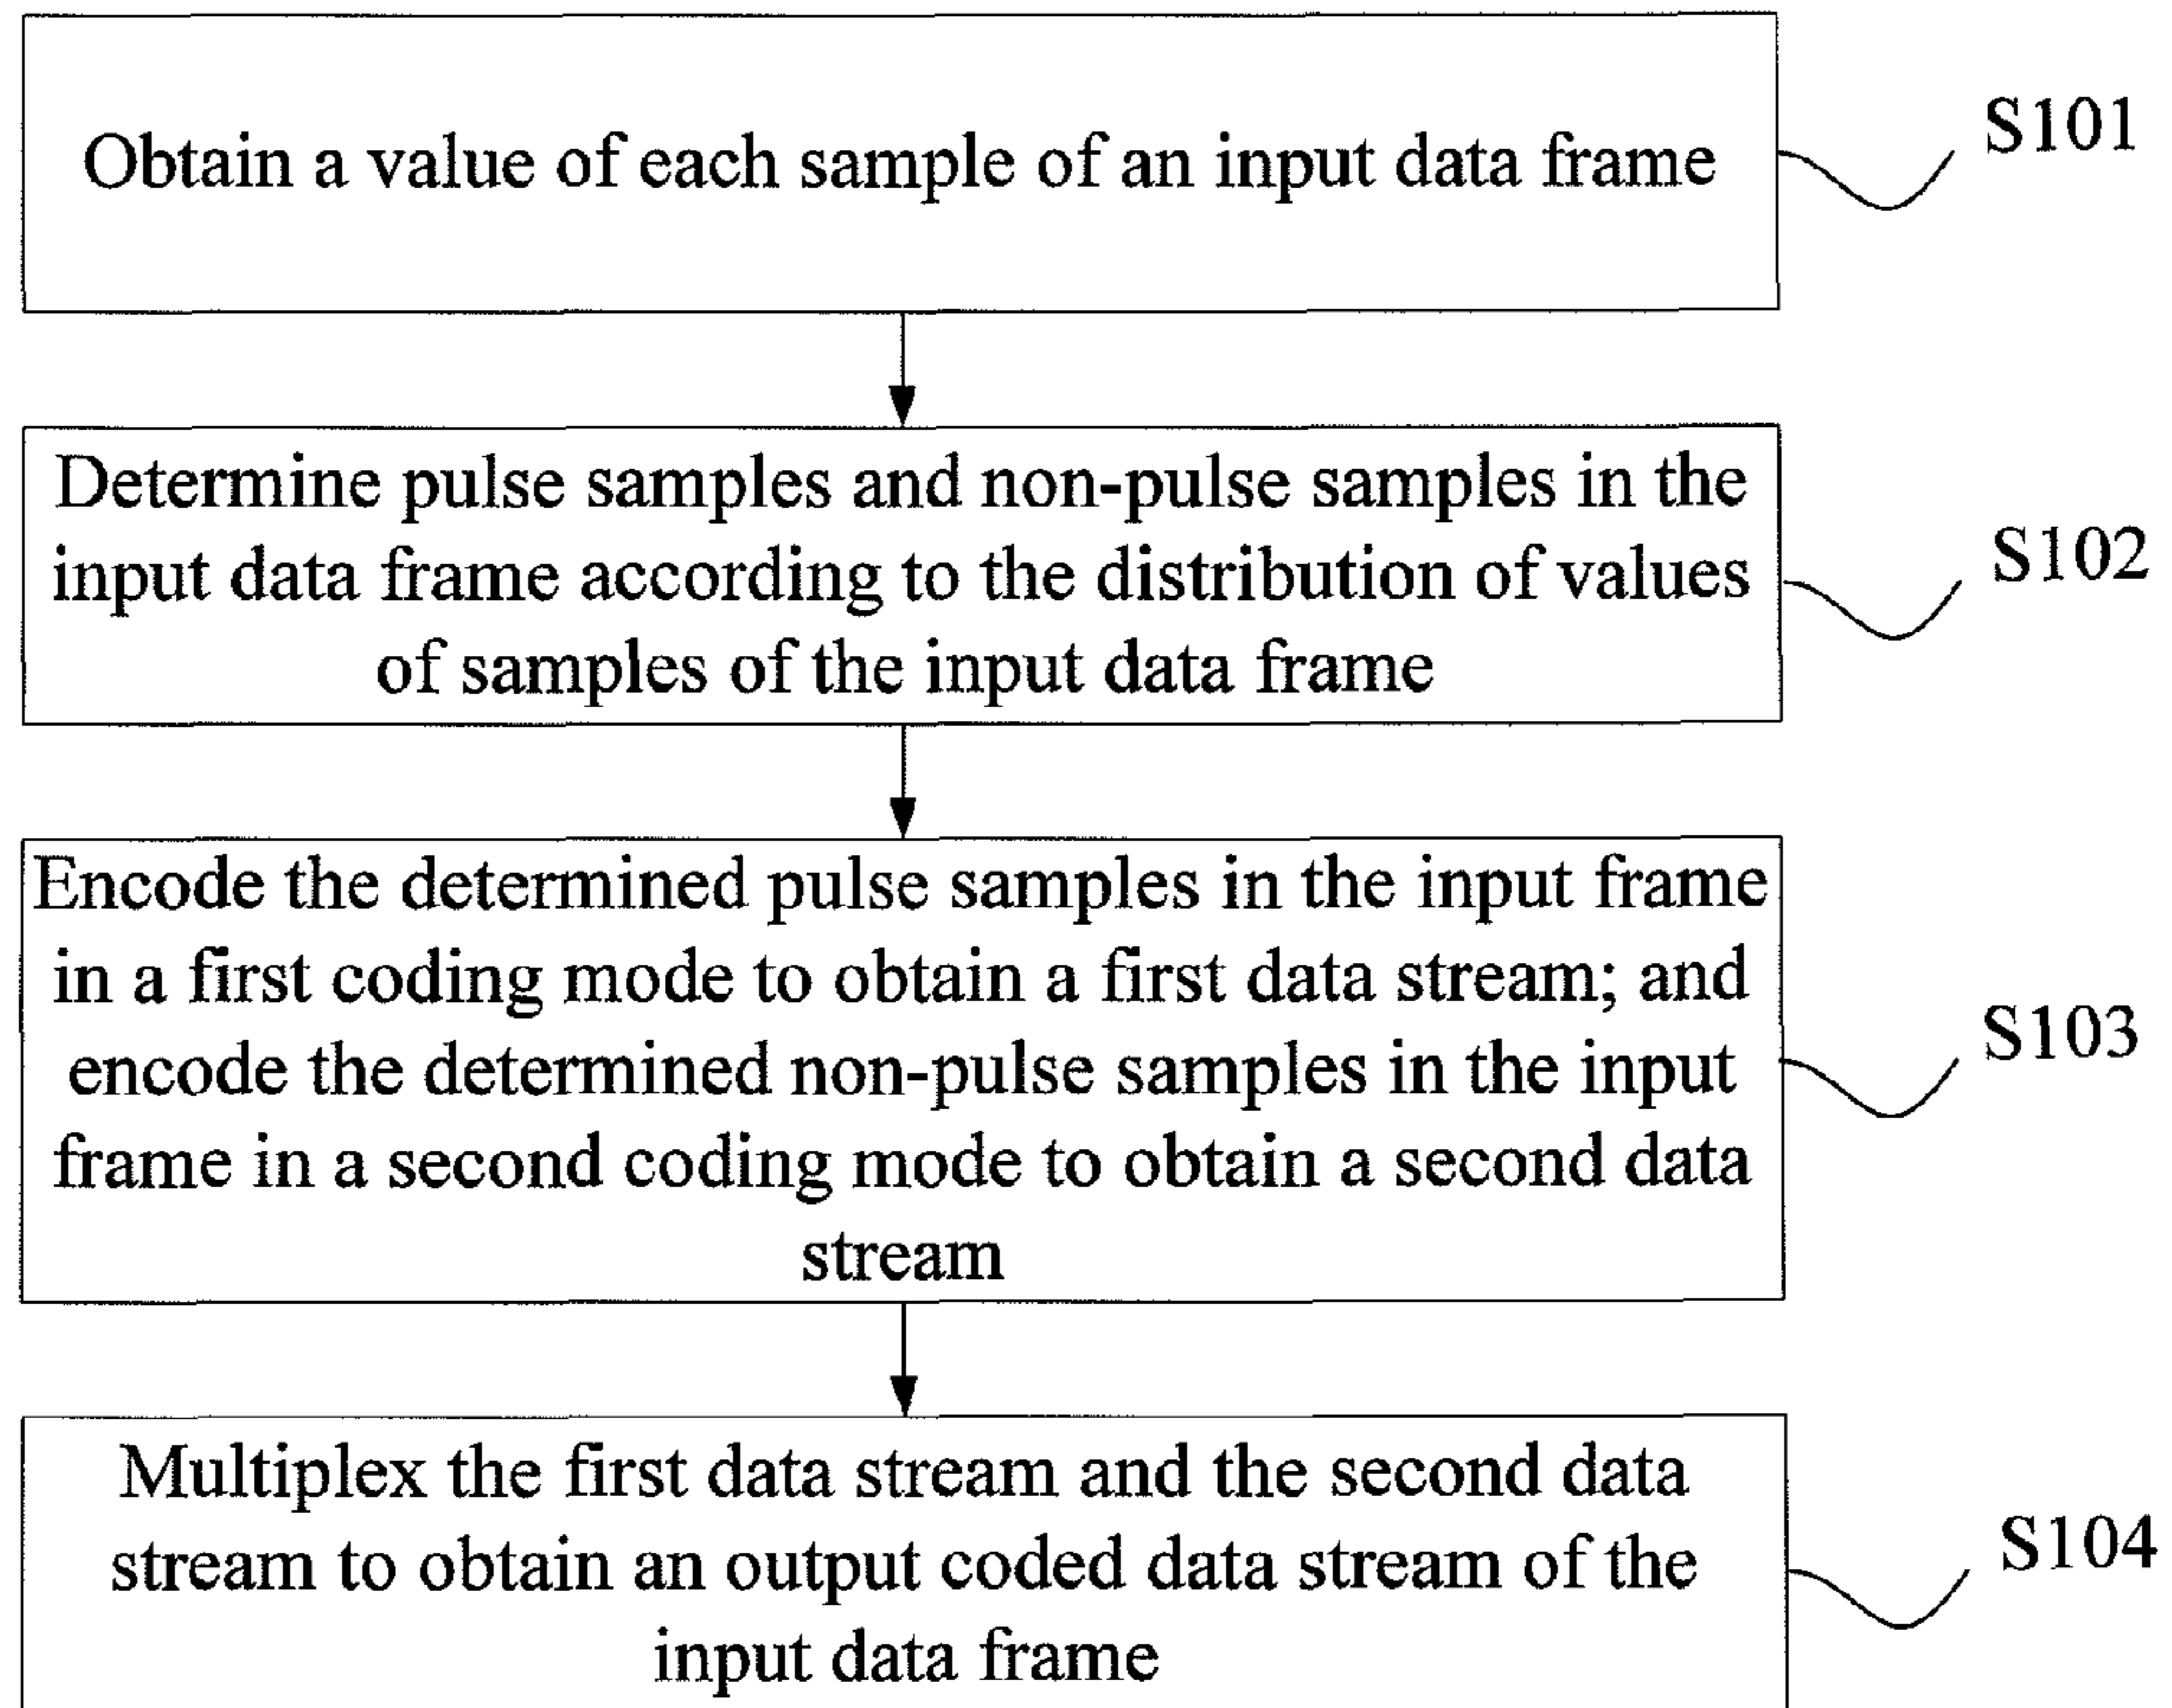 Obtain a value of each sample of an input data frame
S101
Determine pulse samples and non-pulse samples in the
input data frame according to the distribution of values
of samples of the input data frame
S102
Encode the determined pulse samples in the input frame
in a first coding mode to obtain a first data stream; and
encode the determined non-pulse samples in the input
frame in a second coding mode to obtain a second data
stream
S103
Multiplex the first data stream and the second data
stream to obtain an output coded data stream of the
input data frame
S104